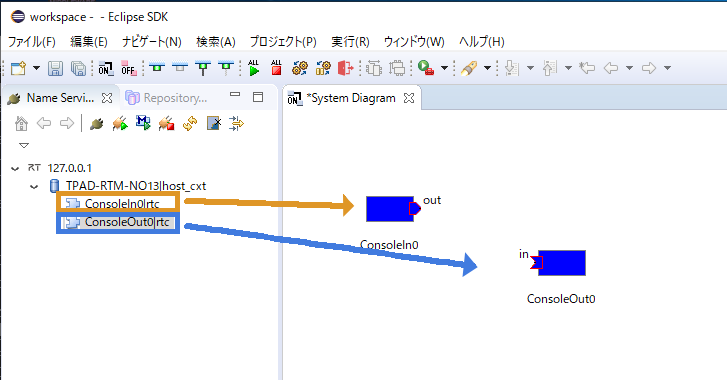 workspace - - Eclipse SDK
ファイル(F) 編集(E) ナビゲート(N) 検索(A) プロジェクト(P) 実行(R) ウィンドウ(W) ヘルプ(H)
ON OFF ALL ALL
Name Servi... Repository... ON *System Diagram
RT 127.0.0.1
TPAD-RTM-NO13|host_cxt
ConsoleIn0|rtc
ConsoleOut0|rtc
out
ConsoleIn0
in
ConsoleOut0